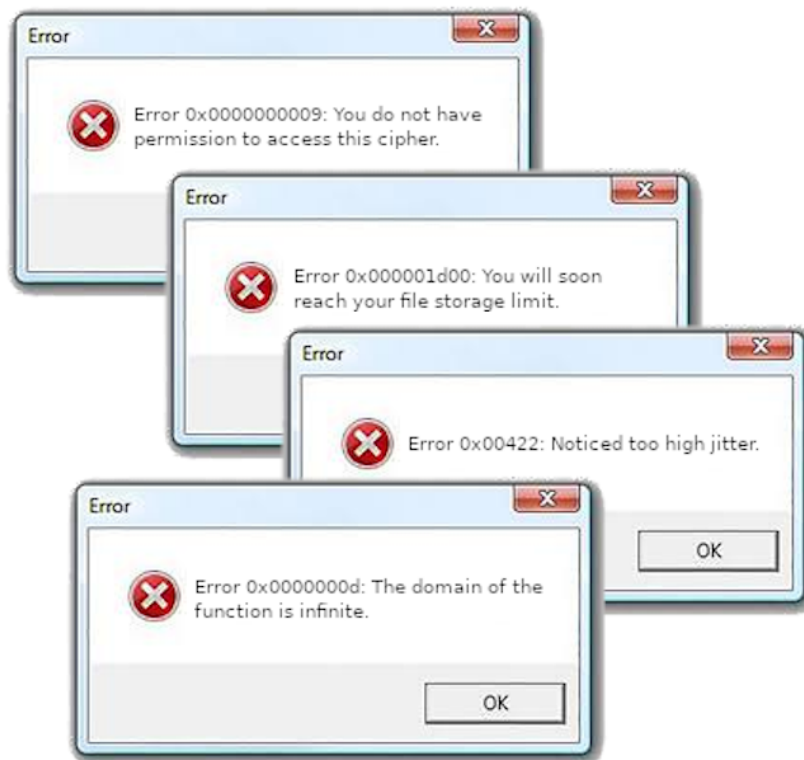 Error
Error 0x0000000009: You do not have
permission to access this cipher.
Error
Error 0x000001d00: You will soon
reach your file storage limit.
Error
Error 0x00422: Noticed too high jitter.
OK
Error
Error 0x0000000d: The domain of the
function is infinite.
OK